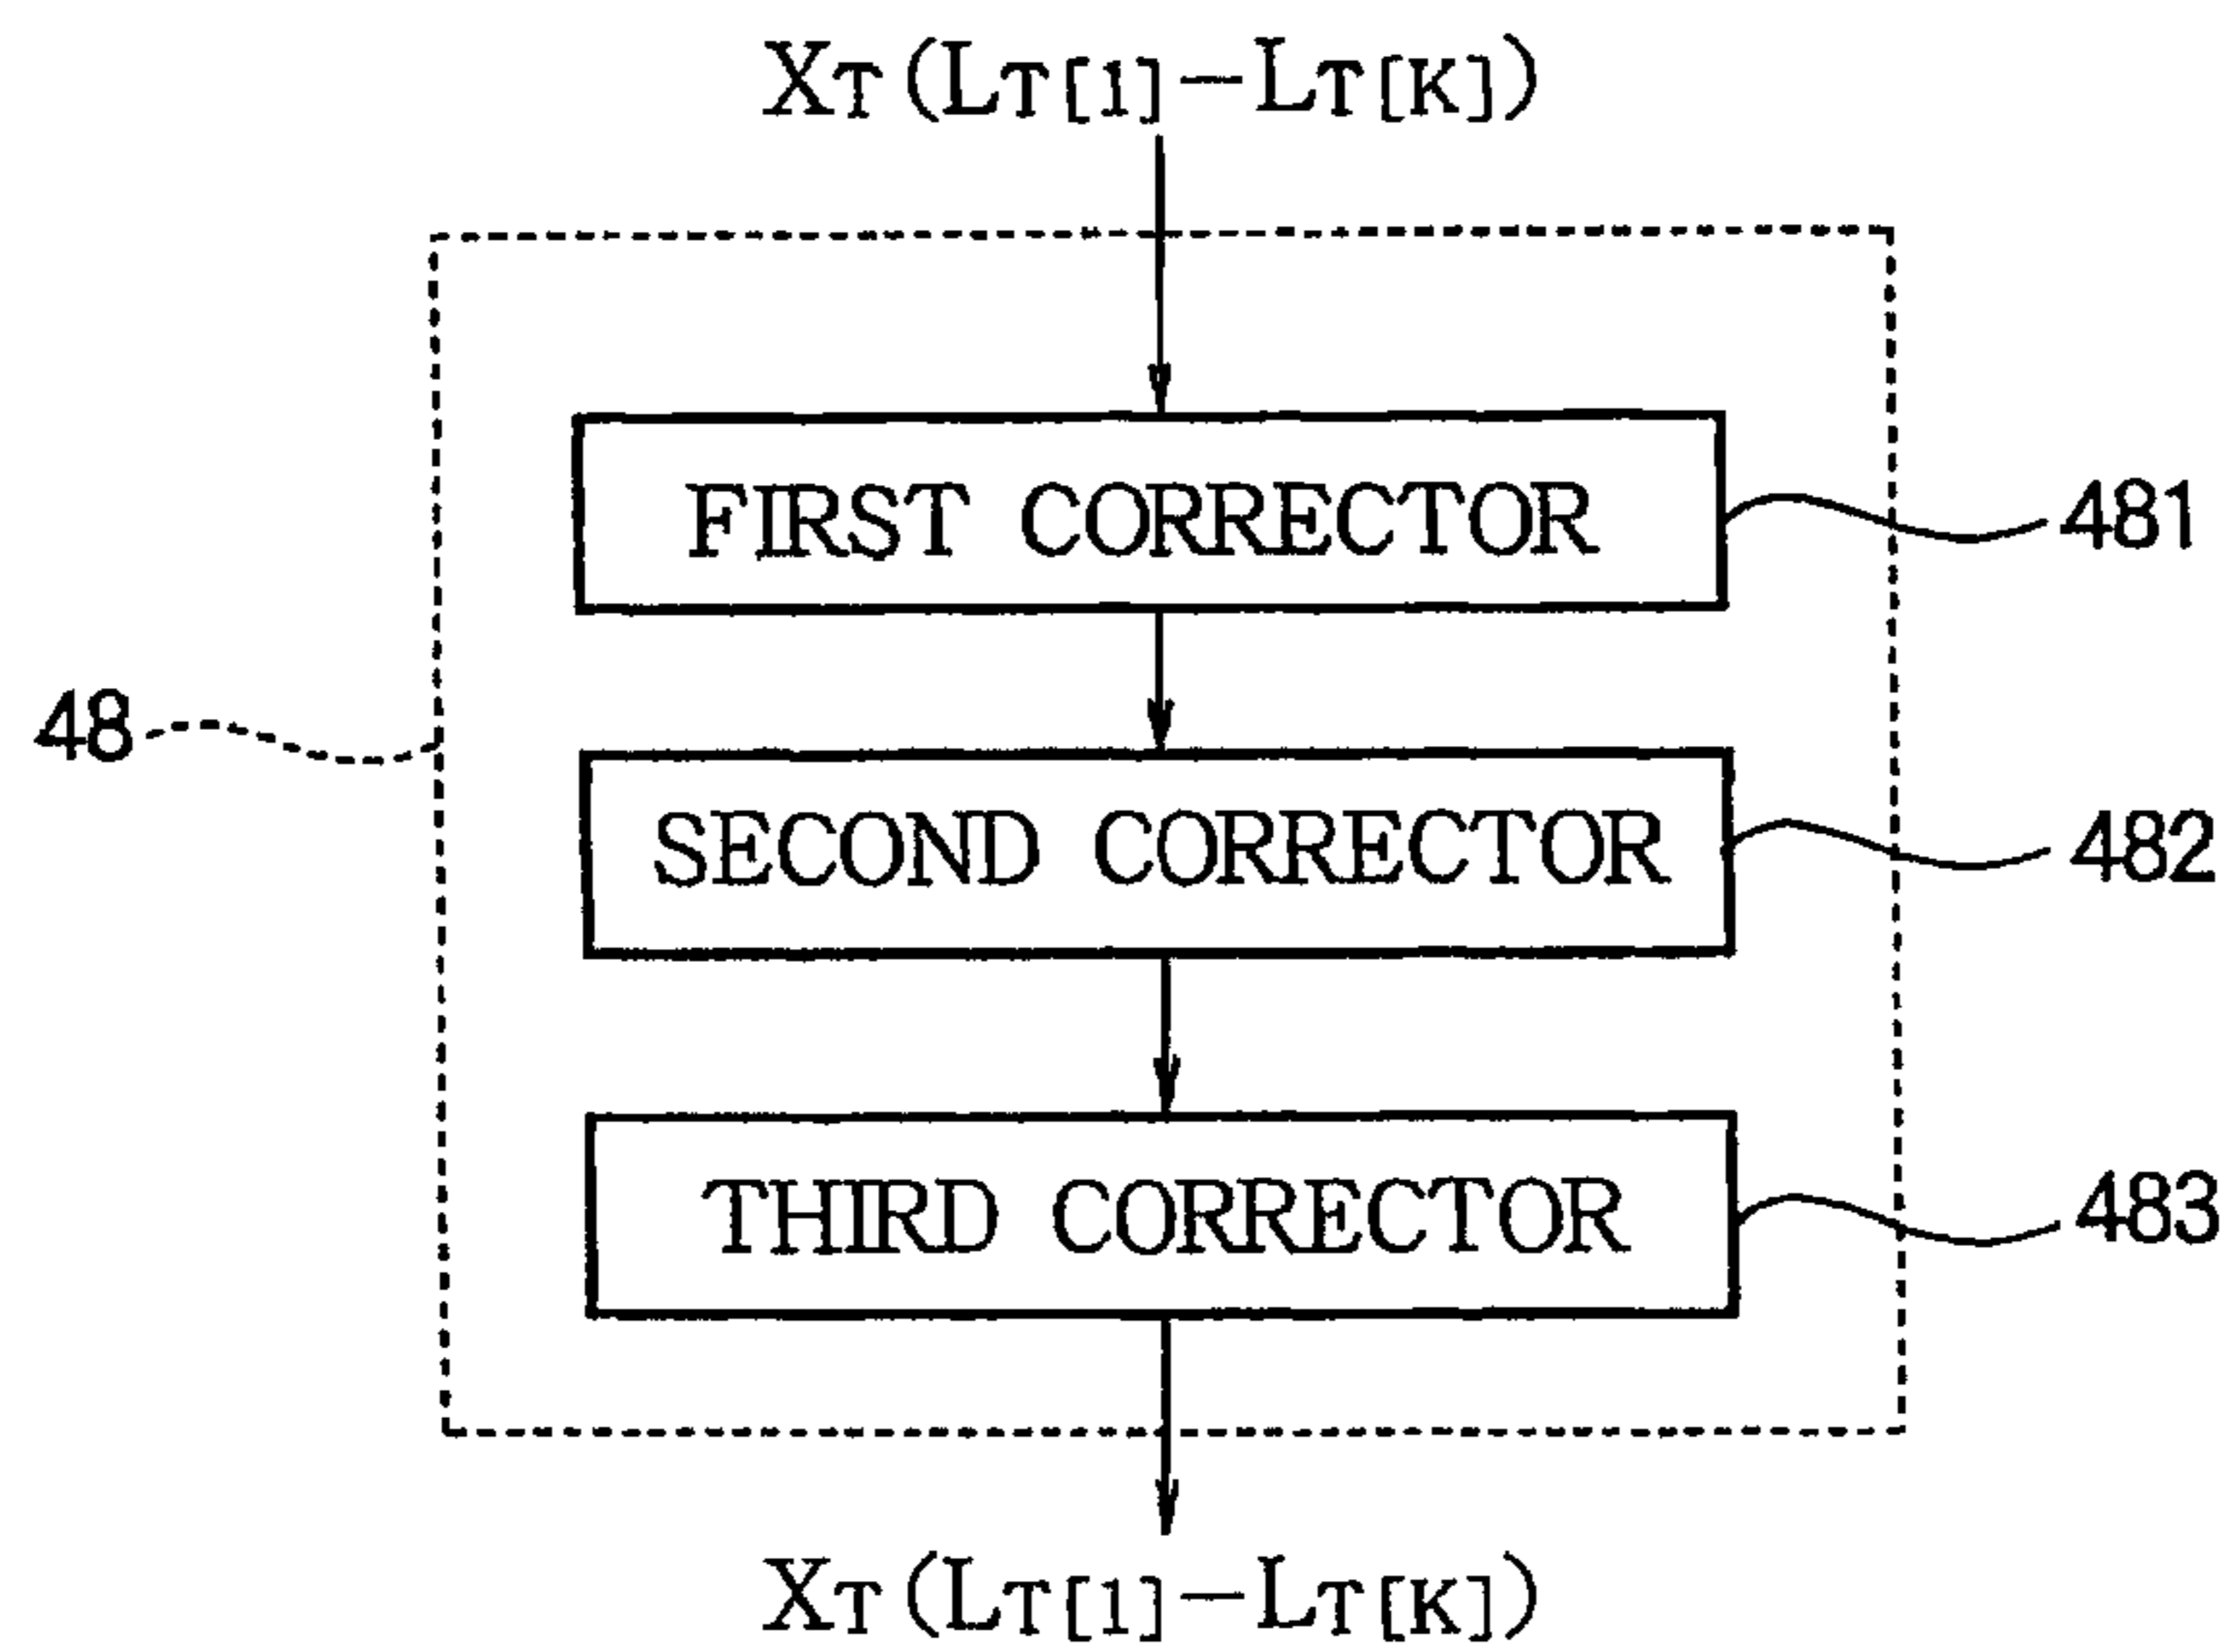 XT(LT[1]-LT[K])
FIRST CORRECTOR
481
48
SECOND CORRECTOR
482
THIRD CORRECTOR
483
XT(LT[1]-LT[K])